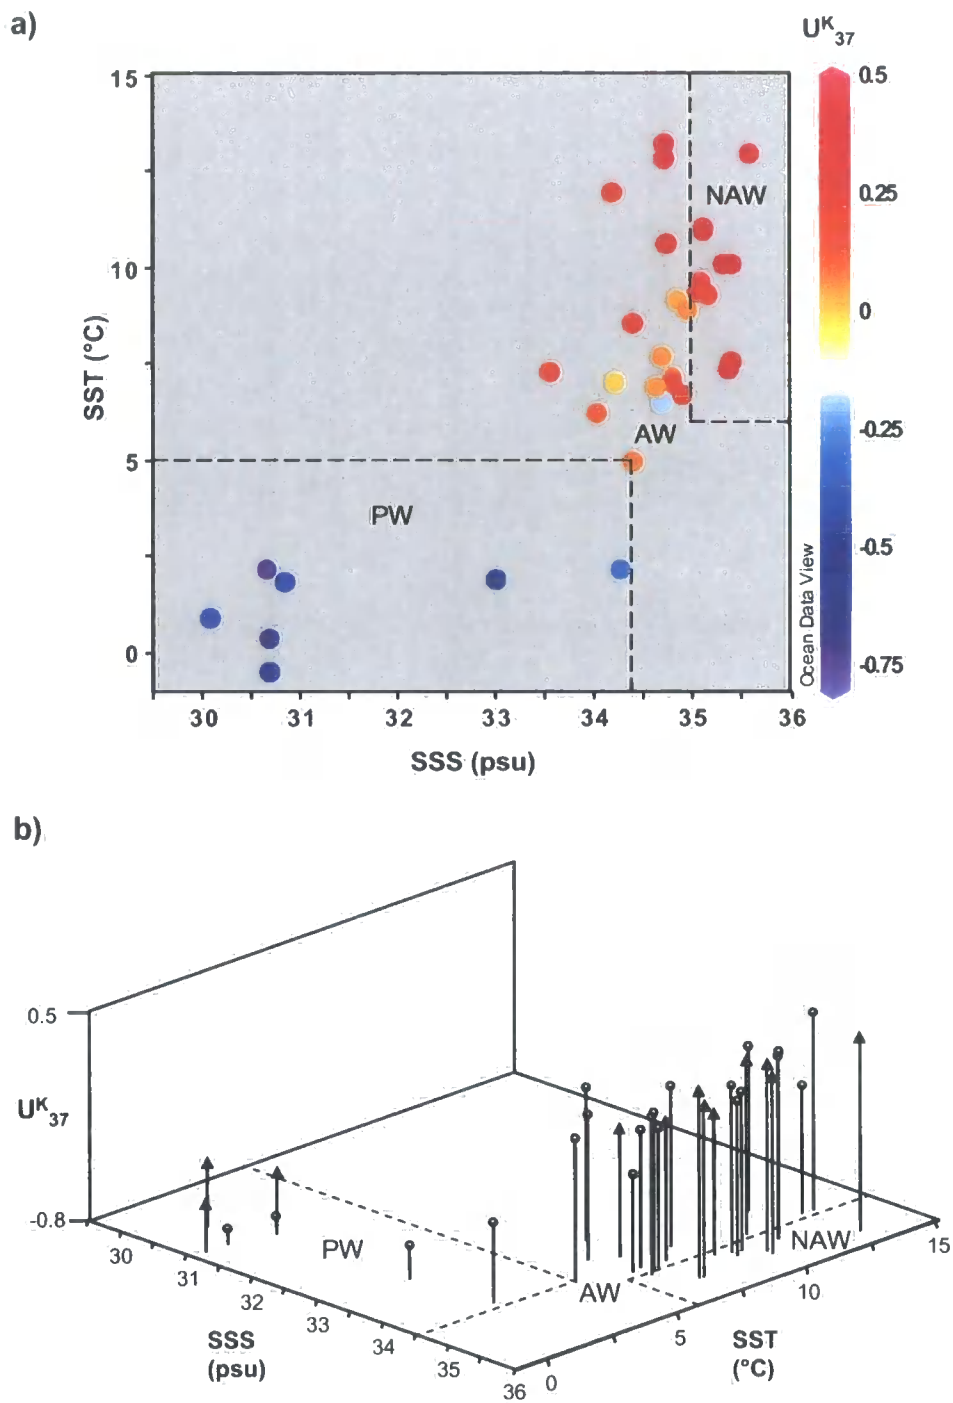 a)
U^K_37
15
0.5
NAW
0.25
10
SST (°C)
0
AW
-0.25
5
PW
-0.5
Ocean Data View
0
-0.75
30 31 32 33 34 35 36
SSS (psu)
b)
0.5
U^K_37
-0.8
30
31
32
33
34
35
36
SSS
(psu)
PW
AW
NAW
0
5
10
15
SST
(°C)